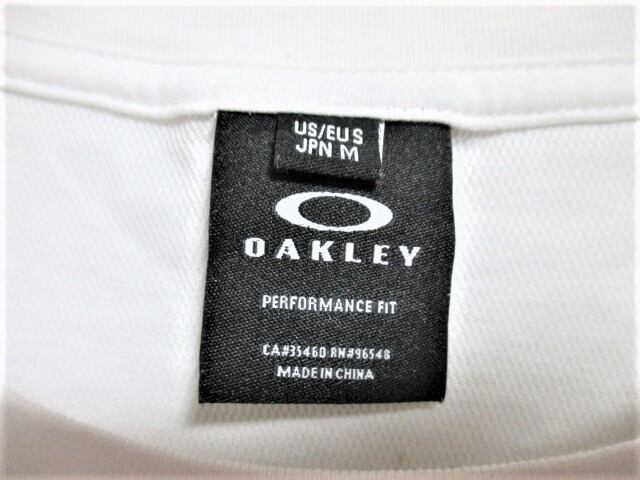 US/EU S
JPN M
OAKLEY
PERFORMANCE FIT
CA#35460 RN#96548
MADE IN CHINA